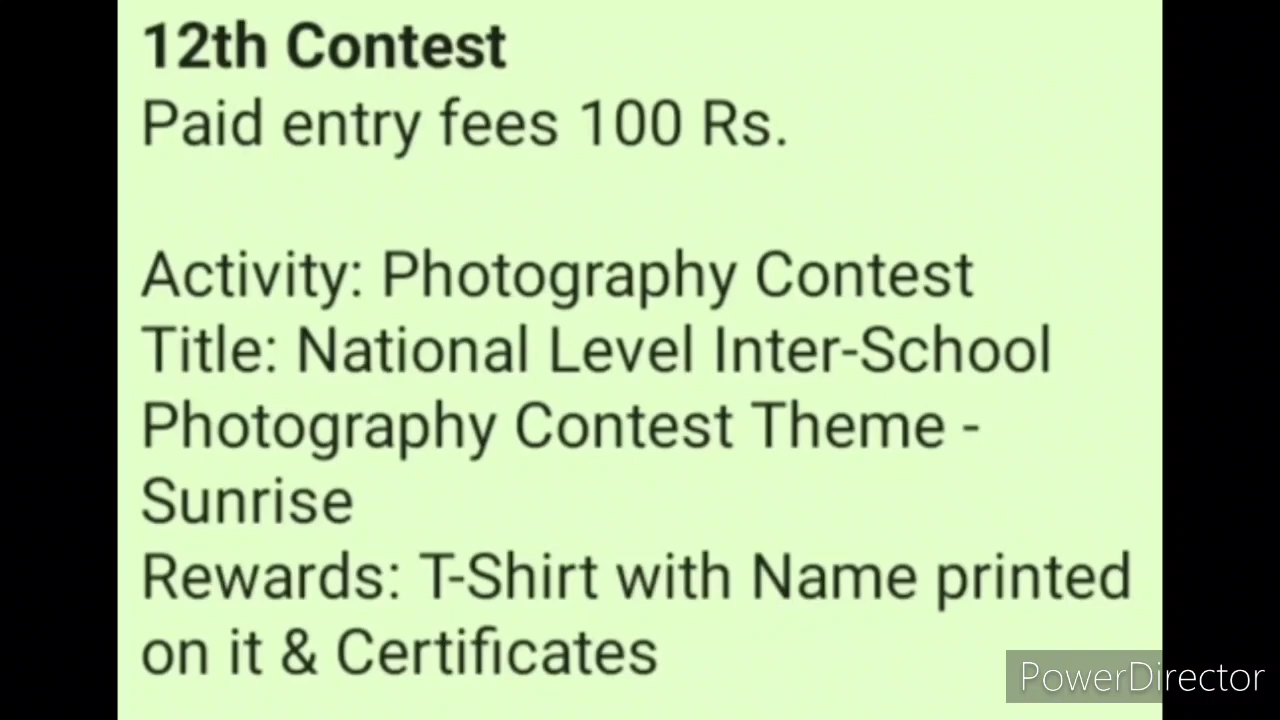 12th Contest
Paid entry fees 100 Rs.
Activity: Photography Contest
Title: National Level Inter-School
Photography Contest Theme -
Sunrise
Rewards: T-Shirt with Name printed
on it & Certificates
PowerDirector